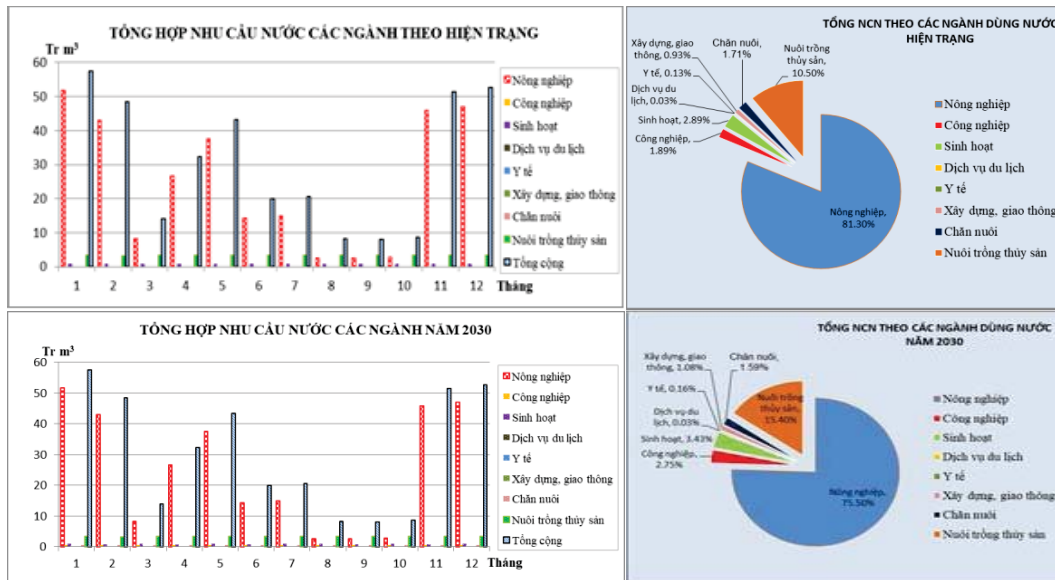 TỔNG HỢP NHU CẦU NƯỚC CÁC NGÀNH THEO HIỆN TRẠNG
Tr m³
60
50
40
30
20
10
0
1 2 3 4 5 6 7 8 9 10 11 12 Tháng
Nông nghiệp
Công nghiệp
Sinh hoạt
Dịch vụ du lịch
Y tế
Xây dựng, giao thông
Chăn nuôi
Nuôi trồng thủy sản
Tổng cộng
TỔNG NCN THEO CÁC NGÀNH DÙNG NƯỚC
HIỆN TRẠNG
Xây dựng, giao
thông, 0.93%
Y tế, 0.13%
Dịch vụ du
lịch, 0.03%
Sinh hoạt, 2.89%
Công nghiệp,
1.89%
Chăn nuôi,
1.71%
Nuôi trồng
thủy sản,
10.50%
Nông nghiệp,
81.30%
Nông nghiệp
Công nghiệp
Sinh hoạt
Dịch vụ du lịch
Y tế
Xây dựng, giao thông
Chăn nuôi
Nuôi trồng thủy sản
TỔNG HỢP NHU CẦU NƯỚC CÁC NGÀNH NĂM 2030
Tr m³
60
50
40
30
20
10
0
1 2 3 4 5 6 7 8 9 10 11 12 Tháng
Nông nghiệp
Công nghiệp
Sinh hoạt
Dịch vụ du lịch
Y tế
Xây dựng, giao thông
Chăn nuôi
Nuôi trồng thủy sản
Tổng cộng
TỔNG NCN THEO CÁC NGÀNH DÙNG NƯỚC
NĂM 2030
Xây dựng, giao
thông, 1.08%
Y tế, 0.16%
Dịch vụ du
lịch, 0.03%
Sinh hoạt, 3.43%
Công nghiệp,
2.75%
Chăn nuôi,
1.59%
Nuôi trồng
thủy sản,
15.40%
Nông nghiệp,
75.50%
Nông nghiệp
Công nghiệp
Sinh hoạt
Dịch vụ du lịch
Y tế
Xây dựng, giao thông
Chăn nuôi
Nuôi trồng thủy sản